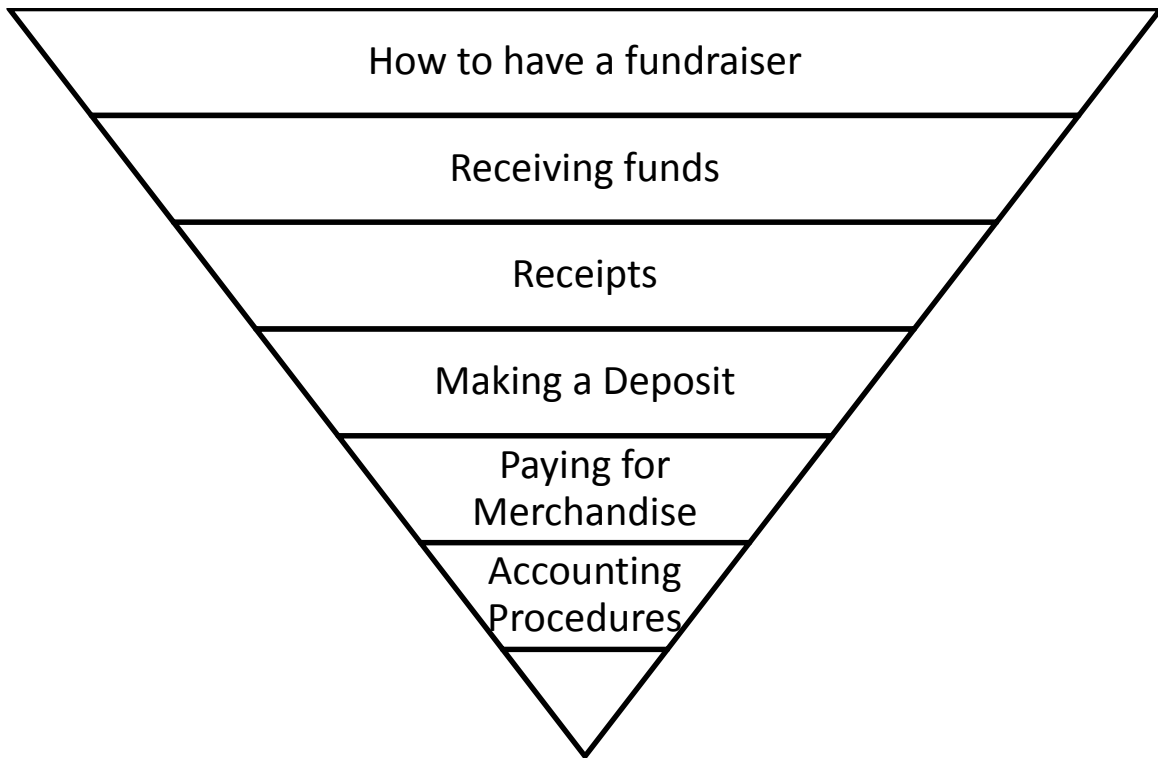 How to have a fundraiser
Receiving funds
Receipts
Making a Deposit
Paying for
Merchandise
Accounting
Procedures